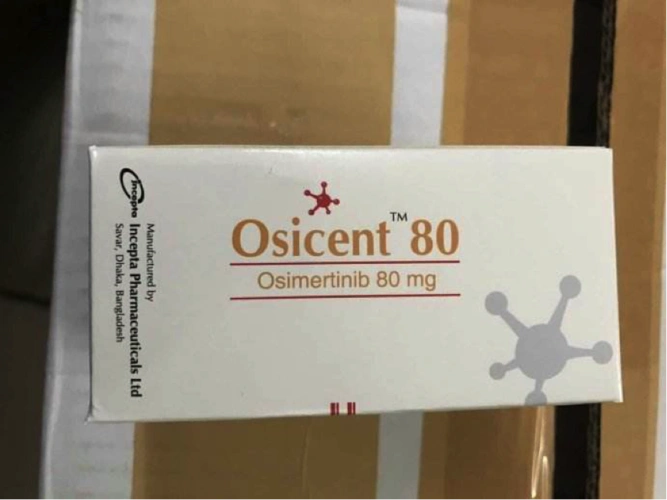 Osicent™ 80
Osimertinib 80 mg
Manufactured by
Incepta Incepta Pharmaceuticals Ltd
Savar, Dhaka, Bangladesh